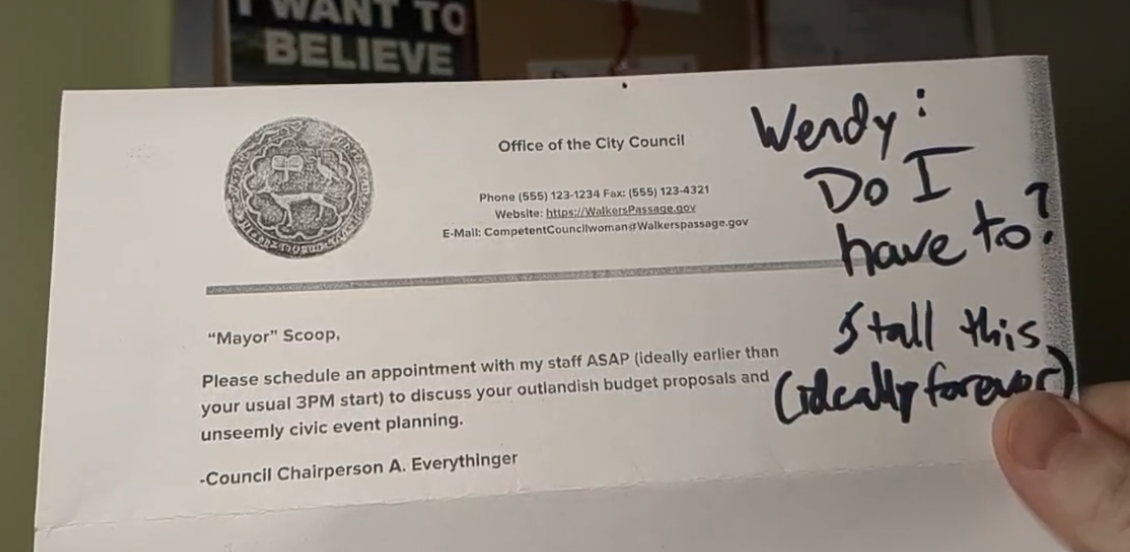 I WANT TO
BELIEVE
Office of the City Council
Phone (555) 123-1234 Fax: (555) 123-4321
Website: https://WalkersPassage.gov
E-Mail: CompetentCouncilwoman@Walkerspassage.gov
Wendy:
Do I
have to?
Stall this
(ideally forever)
“Mayor” Scoop,
Please schedule an appointment with my staff ASAP (ideally earlier than
your usual 3PM start) to discuss your outlandish budget proposals and
unseemly civic event planning.
-Council Chairperson A. Everythinger